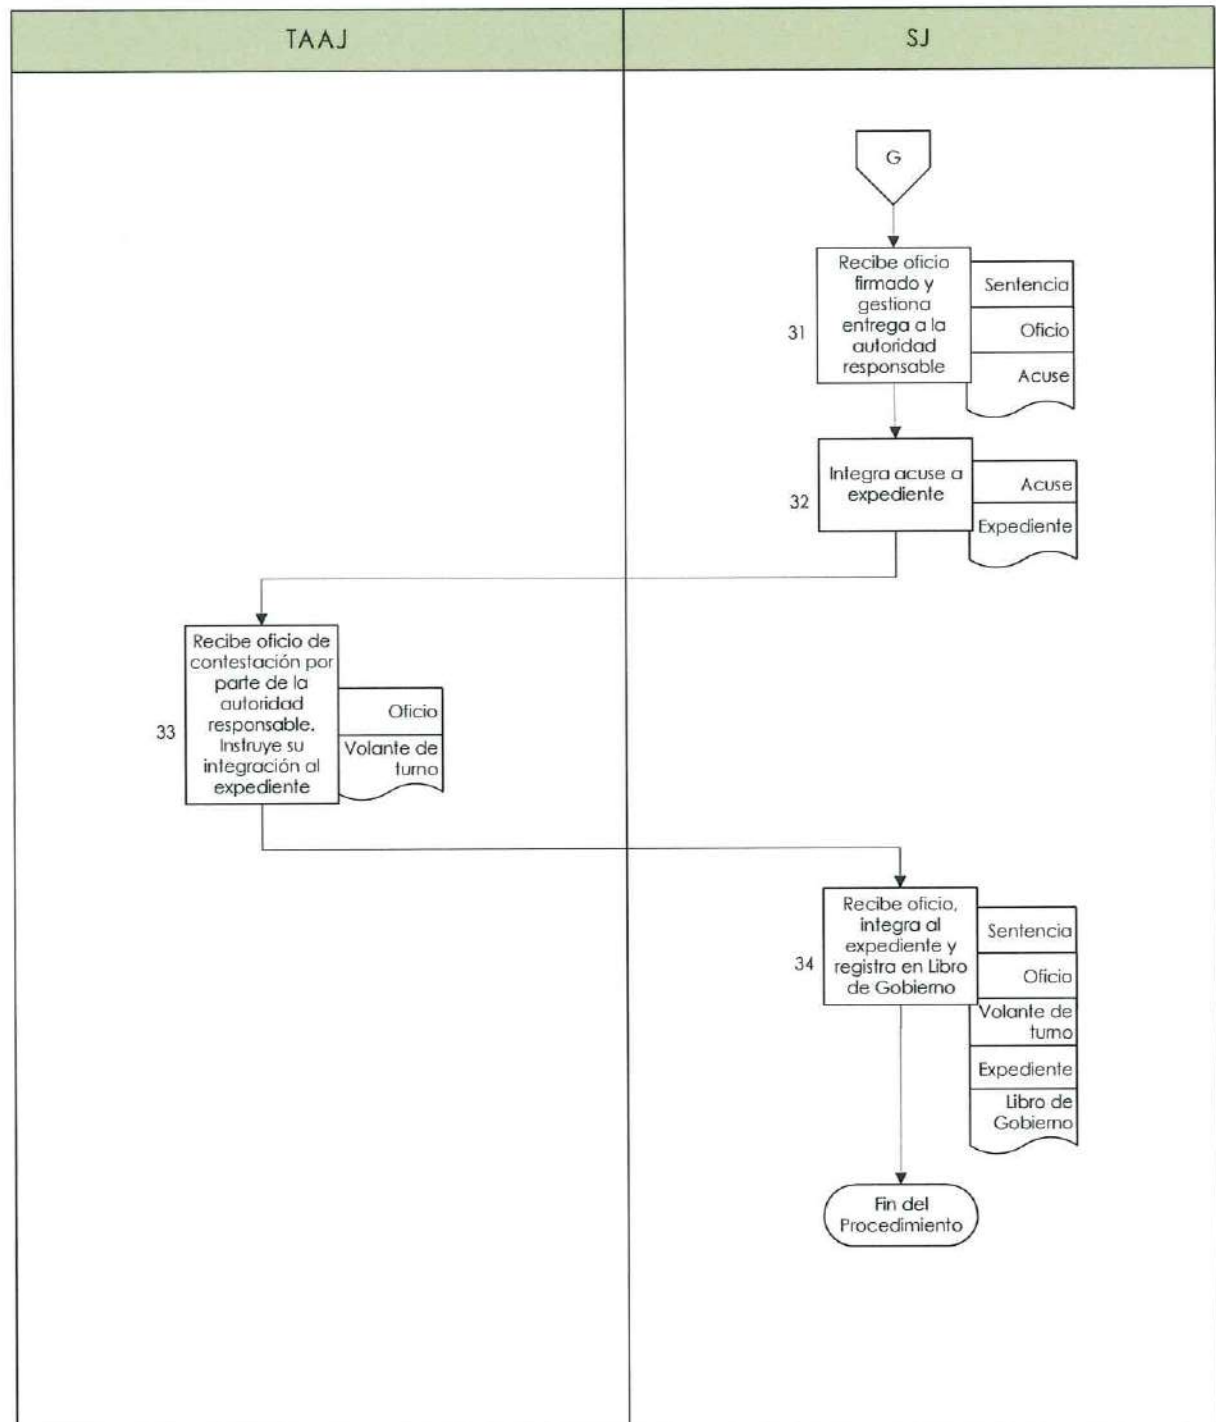 TAAJ
SJ
G
31
Recibe oficio
firmado y
gestiona
entrega a la
autoridad
responsable
Sentencia
Oficio
Acuse
32
Integra acuse a
expediente
Acuse
Expediente
33
Recibe oficio de
contestación por
parte de la
autoridad
responsable.
Instruye su
integración al
expediente
Oficio
Volante de
turno
34
Recibe oficio,
integra al
expediente y
registra en Libro
de Gobierno
Sentencia
Oficio
Volante de
turno
Expediente
Libro de
Gobierno
Fin del
Procedimiento